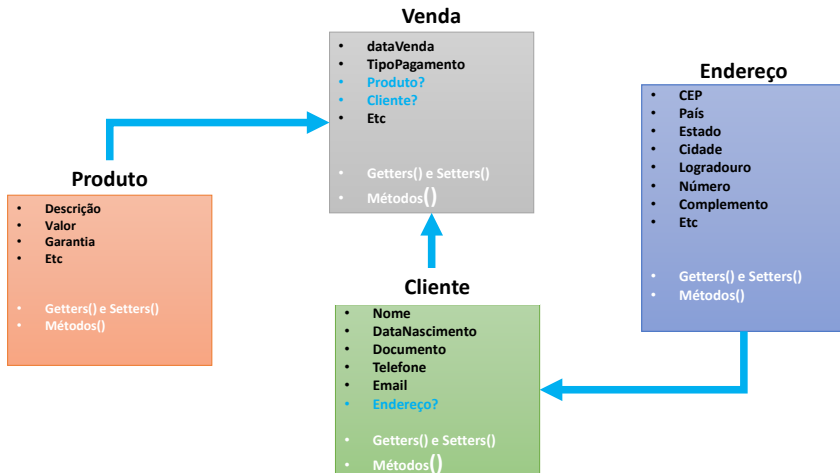 Venda
• dataVenda
• TipoPagamento
• Produto?
• Cliente?
• Etc
• Getters() e Setters()
• Métodos()
Endereço
• CEP
• País
• Estado
• Cidade
• Logradouro
• Número
• Complemento
• Etc
• Getters() e Setters()
• Métodos()
Produto
• Descrição
• Valor
• Garantia
• Etc
• Getters() e Setters()
• Métodos()
Cliente
• Nome
• DataNascimento
• Documento
• Telefone
• Email
• Endereço?
• Getters() e Setters()
• Métodos()